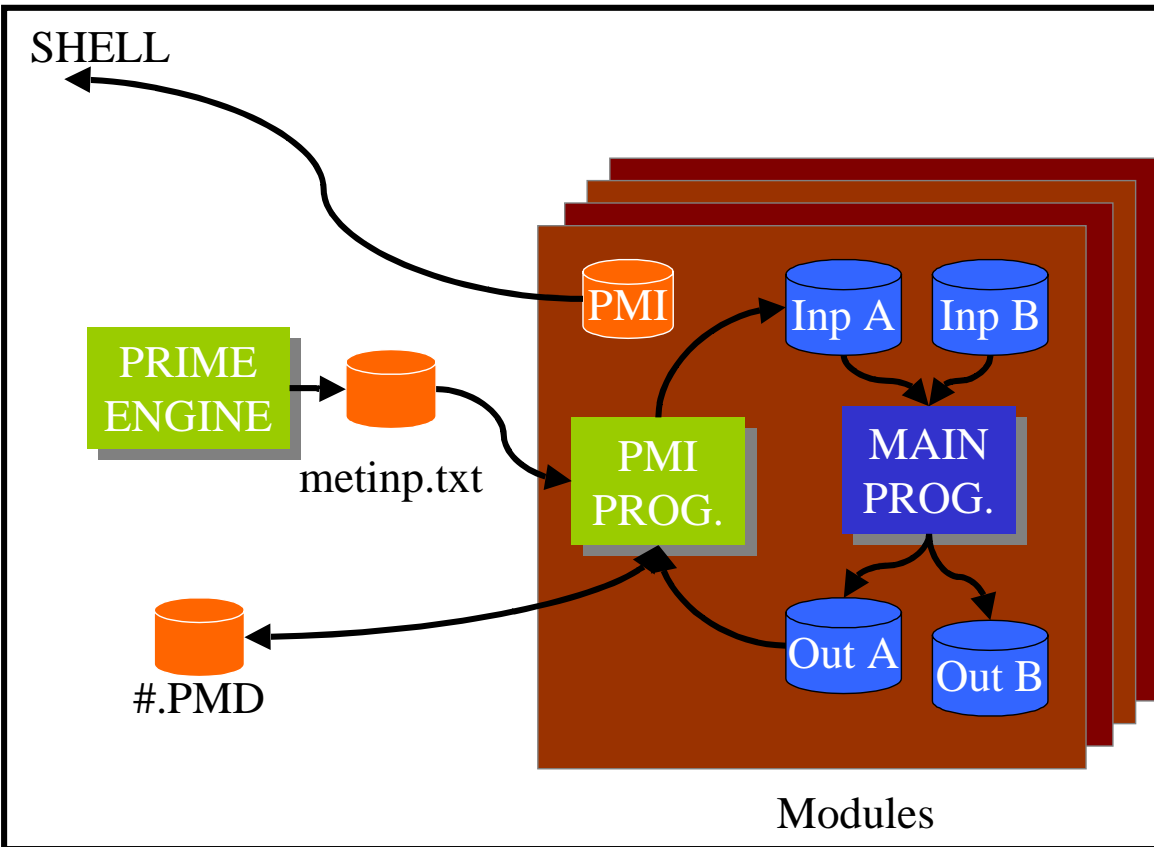 SHELL
PMI
Inp A
Inp B
PRIME
ENGINE
metinp.txt
PMI
PROG.
MAIN
PROG.
#.PMD
Out A
Out B
Modules